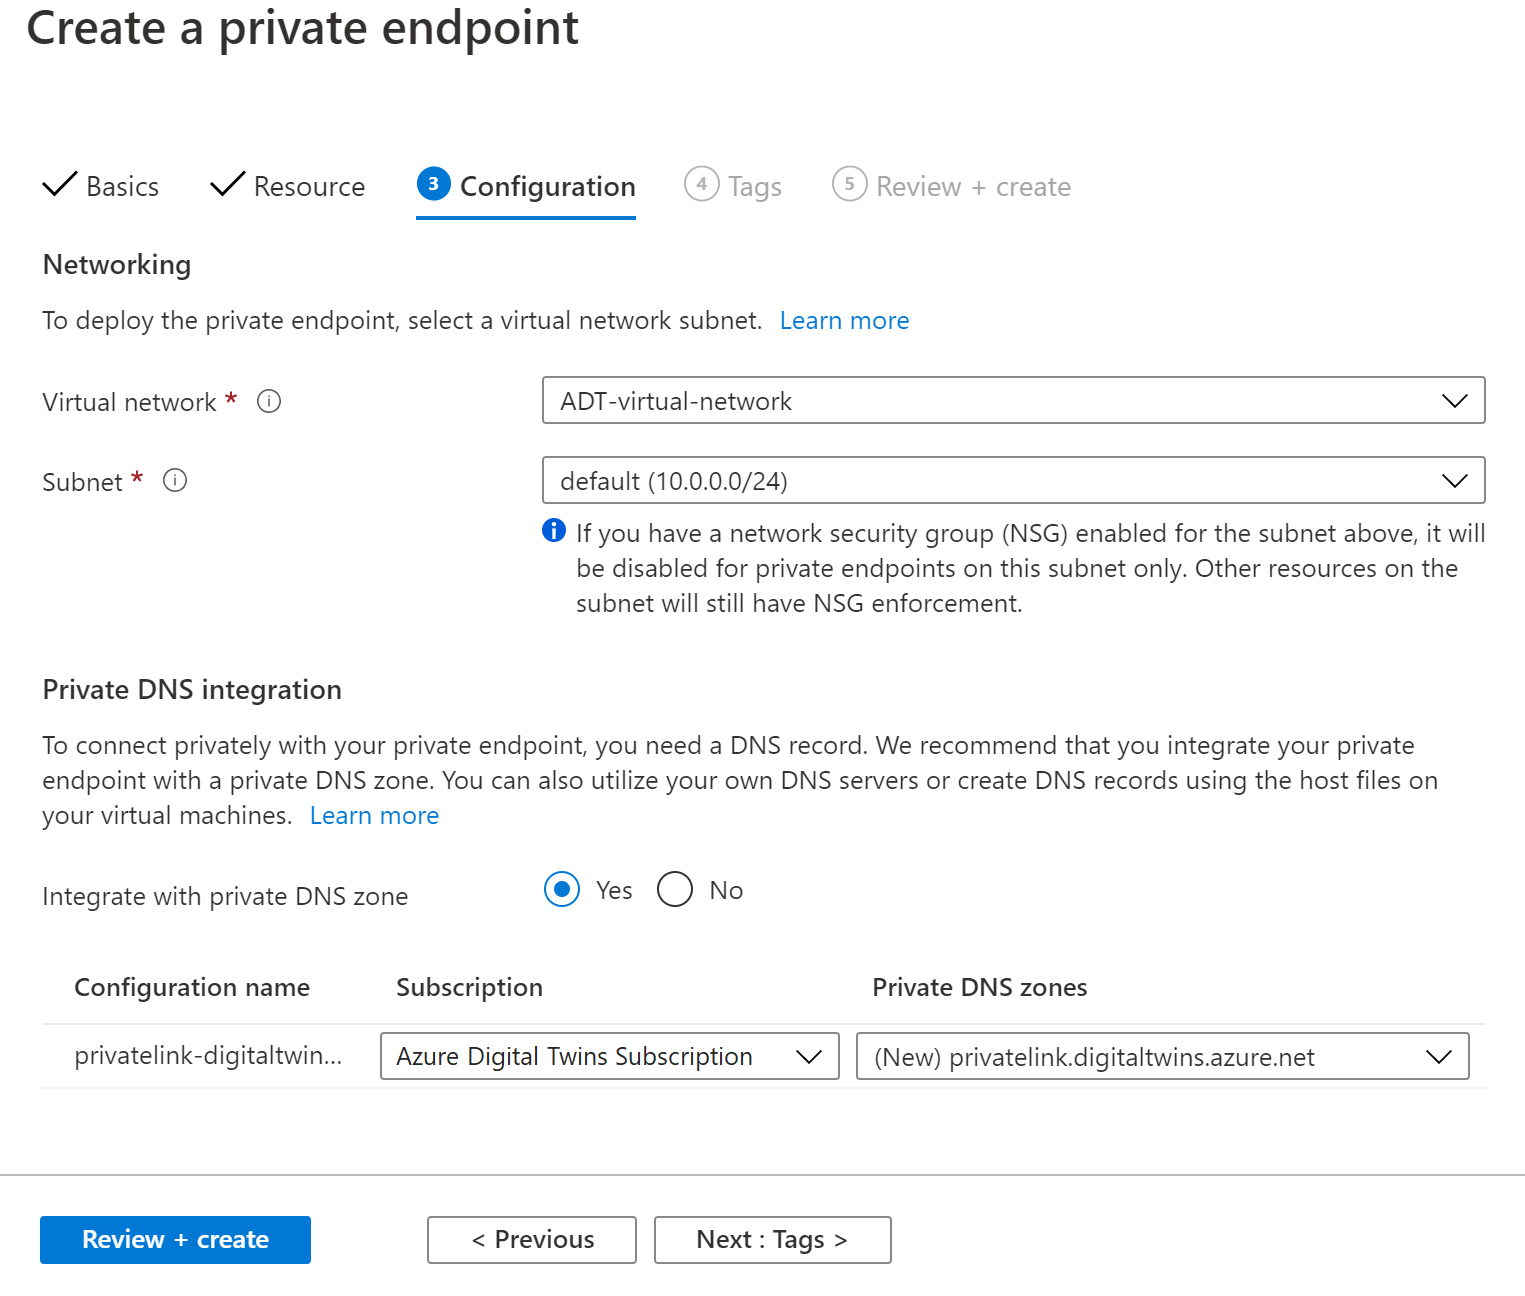 Create a private endpoint
Basics
Resource
3 Configuration
4 Tags
5 Review + create
Networking
To deploy the private endpoint, select a virtual network subnet. Learn more
Virtual network *
ADT-virtual-network
Subnet *
default (10.0.0.0/24)
If you have a network security group (NSG) enabled for the subnet above, it will
be disabled for private endpoints on this subnet only. Other resources on the
subnet will still have NSG enforcement.
Private DNS integration
To connect privately with your private endpoint, you need a DNS record. We recommend that you integrate your private
endpoint with a private DNS zone. You can also utilize your own DNS servers or create DNS records using the host files on
your virtual machines. Learn more
Integrate with private DNS zone
Yes
No
Configuration name
Subscription
Private DNS zones
privatelink-digitaltwin...
Azure Digital Twins Subscription
(New) privatelink.digitaltwins.azure.net
Review + create
< Previous
Next : Tags >